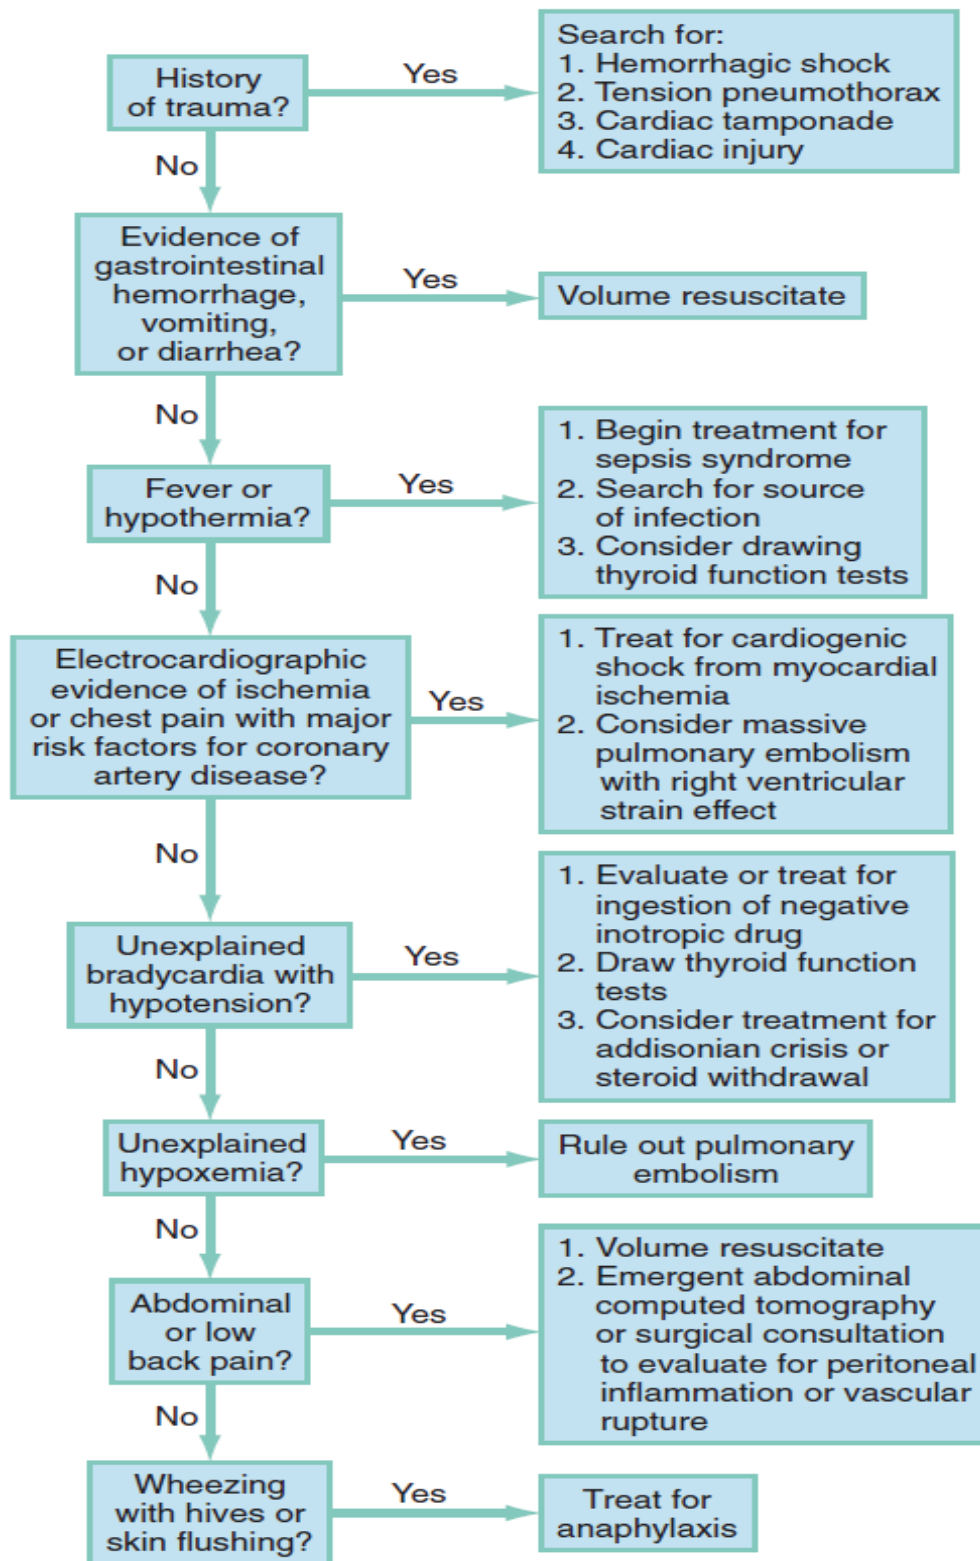 History
of trauma?
Yes
Search for:
1. Hemorrhagic shock
2. Tension pneumothorax
3. Cardiac tamponade
4. Cardiac injury
No
Evidence of
gastrointestinal
hemorrhage,
vomiting,
or diarrhea?
Yes
Volume resuscitate
No
Fever or
hypothermia?
Yes
1. Begin treatment for
sepsis syndrome
2. Search for source
of infection
3. Consider drawing
thyroid function tests
No
Electrocardiographic
evidence of ischemia
or chest pain with major
risk factors for coronary
artery disease?
Yes
1. Treat for cardiogenic
shock from myocardial
ischemia
2. Consider massive
pulmonary embolism
with right ventricular
strain effect
No
Unexplained
bradycardia with
hypotension?
Yes
1. Evaluate or treat for
ingestion of negative
inotropic drug
2. Draw thyroid function
tests
3. Consider treatment for
addisonian crisis or
steroid withdrawal
No
Unexplained
hypoxemia?
Yes
Rule out pulmonary
embolism
No
Abdominal
or low
back pain?
Yes
1. Volume resuscitate
2. Emergent abdominal
computed tomography
or surgical consultation
to evaluate for peritoneal
inflammation or vascular
rupture
No
Wheezing
with hives or
skin flushing?
Yes
Treat for
anaphylaxis